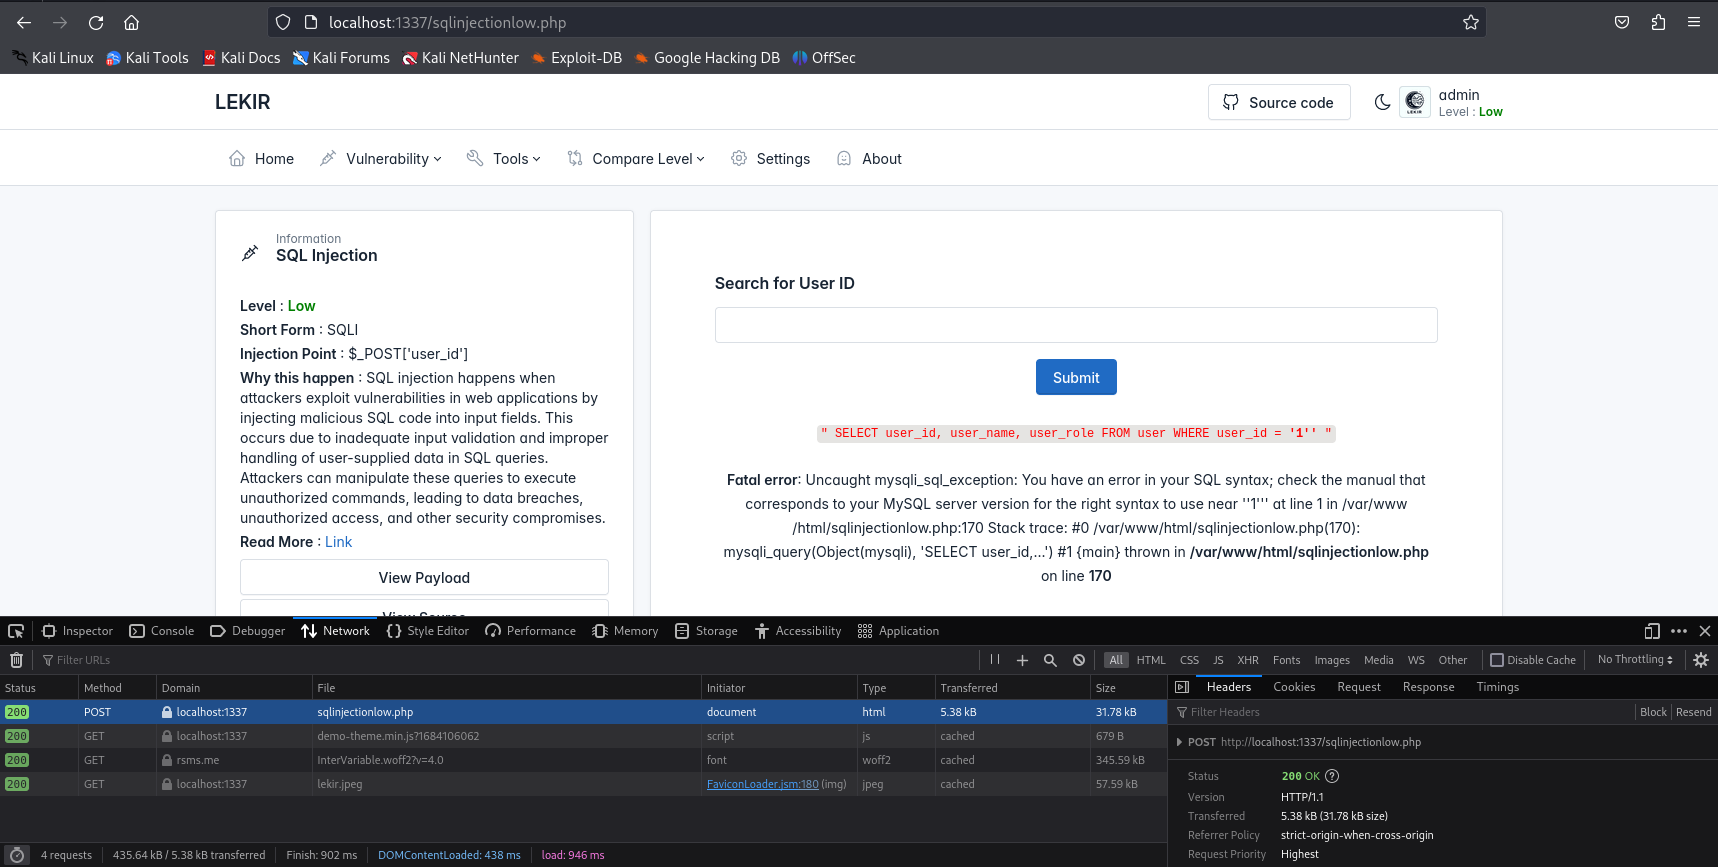 localhost:1337/sqlinjectionlow.php
Kali Linux Kali Tools Kali Docs Kali Forums Kali NetHunter Exploit-DB Google Hacking DB OffSec
LEKIR
Source code
admin
Level : Low
Home Vulnerability Tools Compare Level Settings About
Information
SQL Injection
Level : Low
Short Form : SQLI
Injection Point : $_POST['user_id']
Why this happen : SQL injection happens when
attackers exploit vulnerabilities in web applications by
injecting malicious SQL code into input fields. This
occurs due to inadequate input validation and improper
handling of user-supplied data in SQL queries.
Attackers can manipulate these queries to execute
unauthorized commands, leading to data breaches,
unauthorized access, and other security compromises.
Read More : Link
View Payload
View Source
Search for User ID
Submit
" SELECT user_id, user_name, user_role FROM user WHERE user_id = '1'' "
Fatal error: Uncaught mysqli_sql_exception: You have an error in your SQL syntax; check the manual that
corresponds to your MySQL server version for the right syntax to use near ''1''' at line 1 in /var/www
/html/sqlinjectionlow.php:170 Stack trace: #0 /var/www/html/sqlinjectionlow.php(170):
mysqli_query(Object(mysqli), 'SELECT user_id,...') #1 {main} thrown in /var/www/html/sqlinjectionlow.php
on line 170
Inspector Console Debugger Network Style Editor Performance Memory Storage Accessibility Application
Filter URLs
All HTML CSS JS XHR Fonts Images Media WS Other Disable Cache No Throttling
Status Method Domain File Initiator Type Transferred Size
200 POST localhost:1337 sqlinjectionlow.php document html 5.38 kB 31.78 kB
200 GET localhost:1337 demo-theme.min.js?1684106062 script js cached 679 B
200 GET rsms.me InterVariable.woff2?v=4.0 font woff2 cached 345.59 kB
200 GET localhost:1337 lekir.jpeg FaviconLoader.jsm:180 (img) jpeg cached 57.59 kB
4 requests 435.64 kB / 5.38 kB transferred Finish: 902 ms DOMContentLoaded: 438 ms load: 946 ms
Headers Cookies Request Response Timings
Filter Headers Block Resend
POST http://localhost:1337/sqlinjectionlow.php
Status 200 OK ?
Version HTTP/1.1
Transferred 5.38 kB (31.78 kB size)
Referrer Policy strict-origin-when-cross-origin
Request Priority Highest